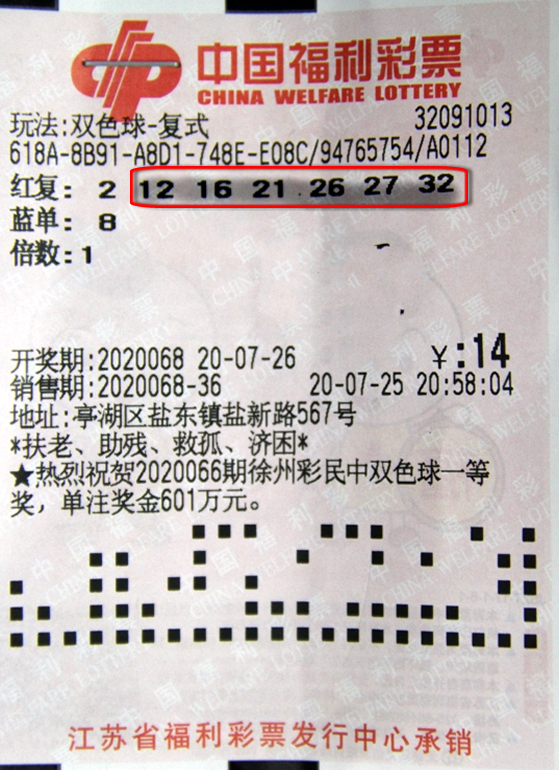 中国福利彩票
CHINA WELFARE LOTTERY
玩法:双色球-复式 32091013
618A-8B91-A8D1-748E-E08C/94765754/A0112
红复: 2 12 16 21 26 27 32
蓝单: 8
倍数:1
开奖期:2020068 20-07-26 ¥:14
销售期:2020068-36 20-07-25 20:58:04
地址:亭湖区盐东镇盐新路567号
*扶老、助残、救孤、济困*
★热烈祝贺2020066期徐州彩民中双色球一等
奖，单注奖金601万元。
江苏省福利彩票发行中心承销